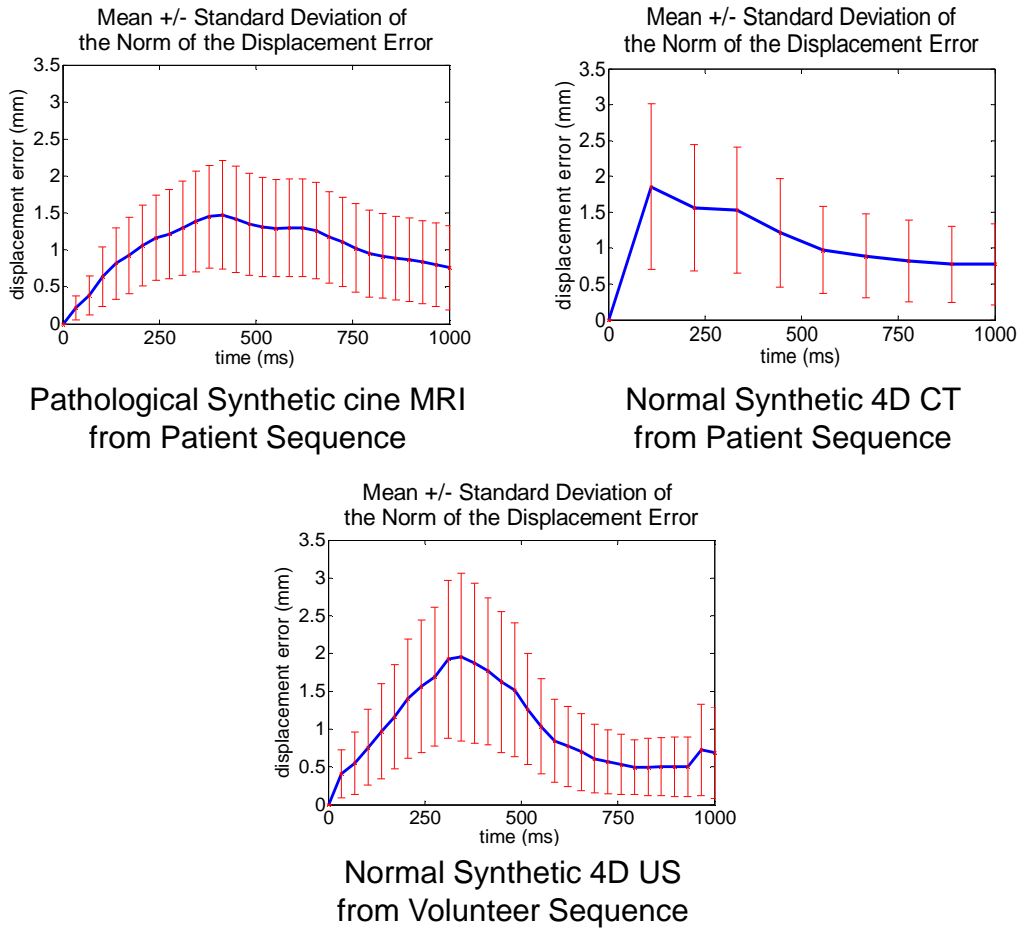 Mean +/- Standard Deviation of
the Norm of the Displacement Error
3.5
3
2.5
2
1.5
1
0.5
0
displacement error (mm)
0
250
500
750
1000
time (ms)
Pathological Synthetic cine MRI
from Patient Sequence
Mean +/- Standard Deviation of
the Norm of the Displacement Error
3.5
3
2.5
2
1.5
1
0.5
0
displacement error (mm)
0
250
500
750
1000
time (ms)
Normal Synthetic 4D CT
from Patient Sequence
Mean +/- Standard Deviation of
the Norm of the Displacement Error
3.5
3
2.5
2
1.5
1
0.5
0
displacement error (mm)
0
250
500
750
1000
time (ms)
Normal Synthetic 4D US
from Volunteer Sequence